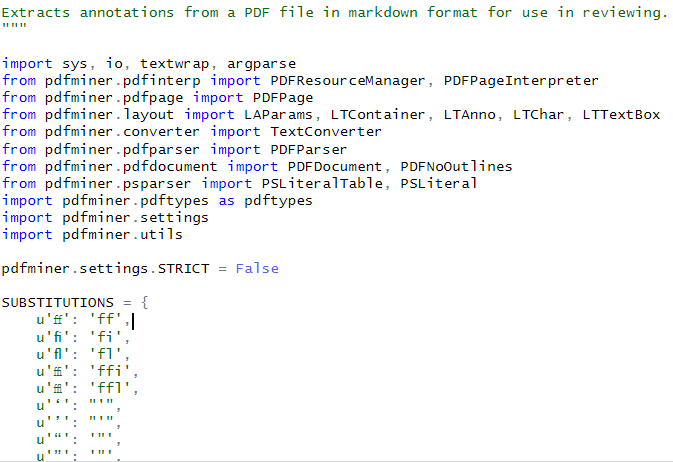 Extracts annotations from a PDF file in markdown format for use in reviewing.
"""
import sys, io, textwrap, argparse
from pdfminer.pdfinterp import PDFResourceManager, PDFPageInterpreter
from pdfminer.pdfpage import PDFPage
from pdfminer.layout import LAParams, LTContainer, LTAnno, LTChar, LTTextBox
from pdfminer.converter import TextConverter
from pdfminer.pdfparser import PDFParser
from pdfminer.pdfdocument import PDFDocument, PDFNoOutlines
from pdfminer.psparser import PSLiteralTable, PSLiteral
import pdfminer.pdftypes as pdftypes
import pdfminer.settings
import pdfminer.utils
pdfminer.settings.STRICT = False
SUBSTITUTIONS = {
u'ff': 'ff',
u'fi': 'fi',
u'fl': 'fl',
u'ffi': 'ffi',
u'ffl': 'ffl',
u'‘': "'",
u'’': "'",
u'“': '"',
u'”': '"',